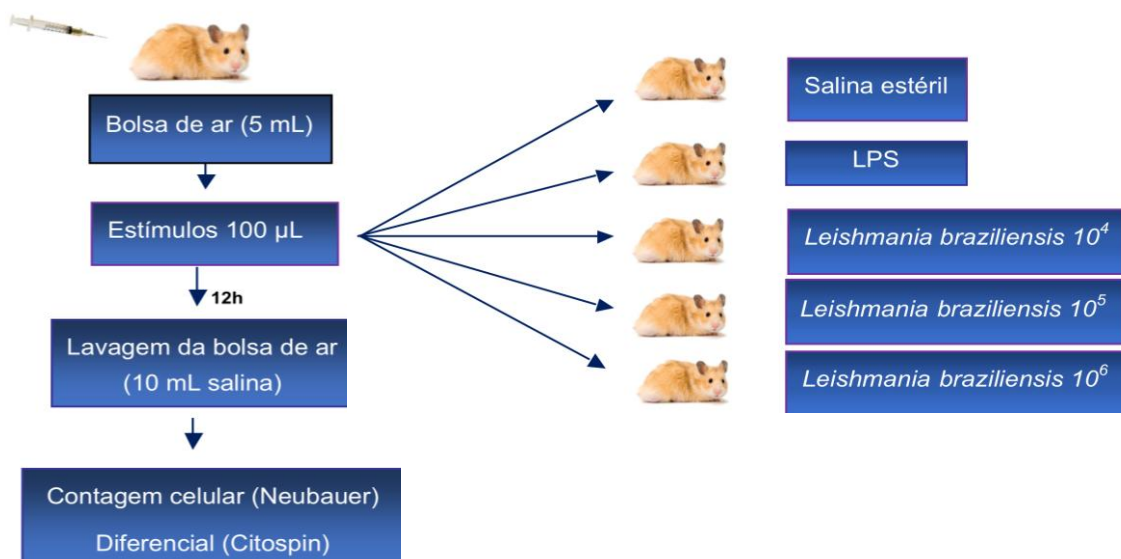 Bolsa de ar (5 mL)
Estímulos 100 µL
12h
Lavagem da bolsa de ar
(10 mL salina)
Contagem celular (Neubauer)
Diferencial (Citospin)
Salina estéril
LPS
Leishmania braziliensis 10⁴
Leishmania braziliensis 10⁵
Leishmania braziliensis 10⁶